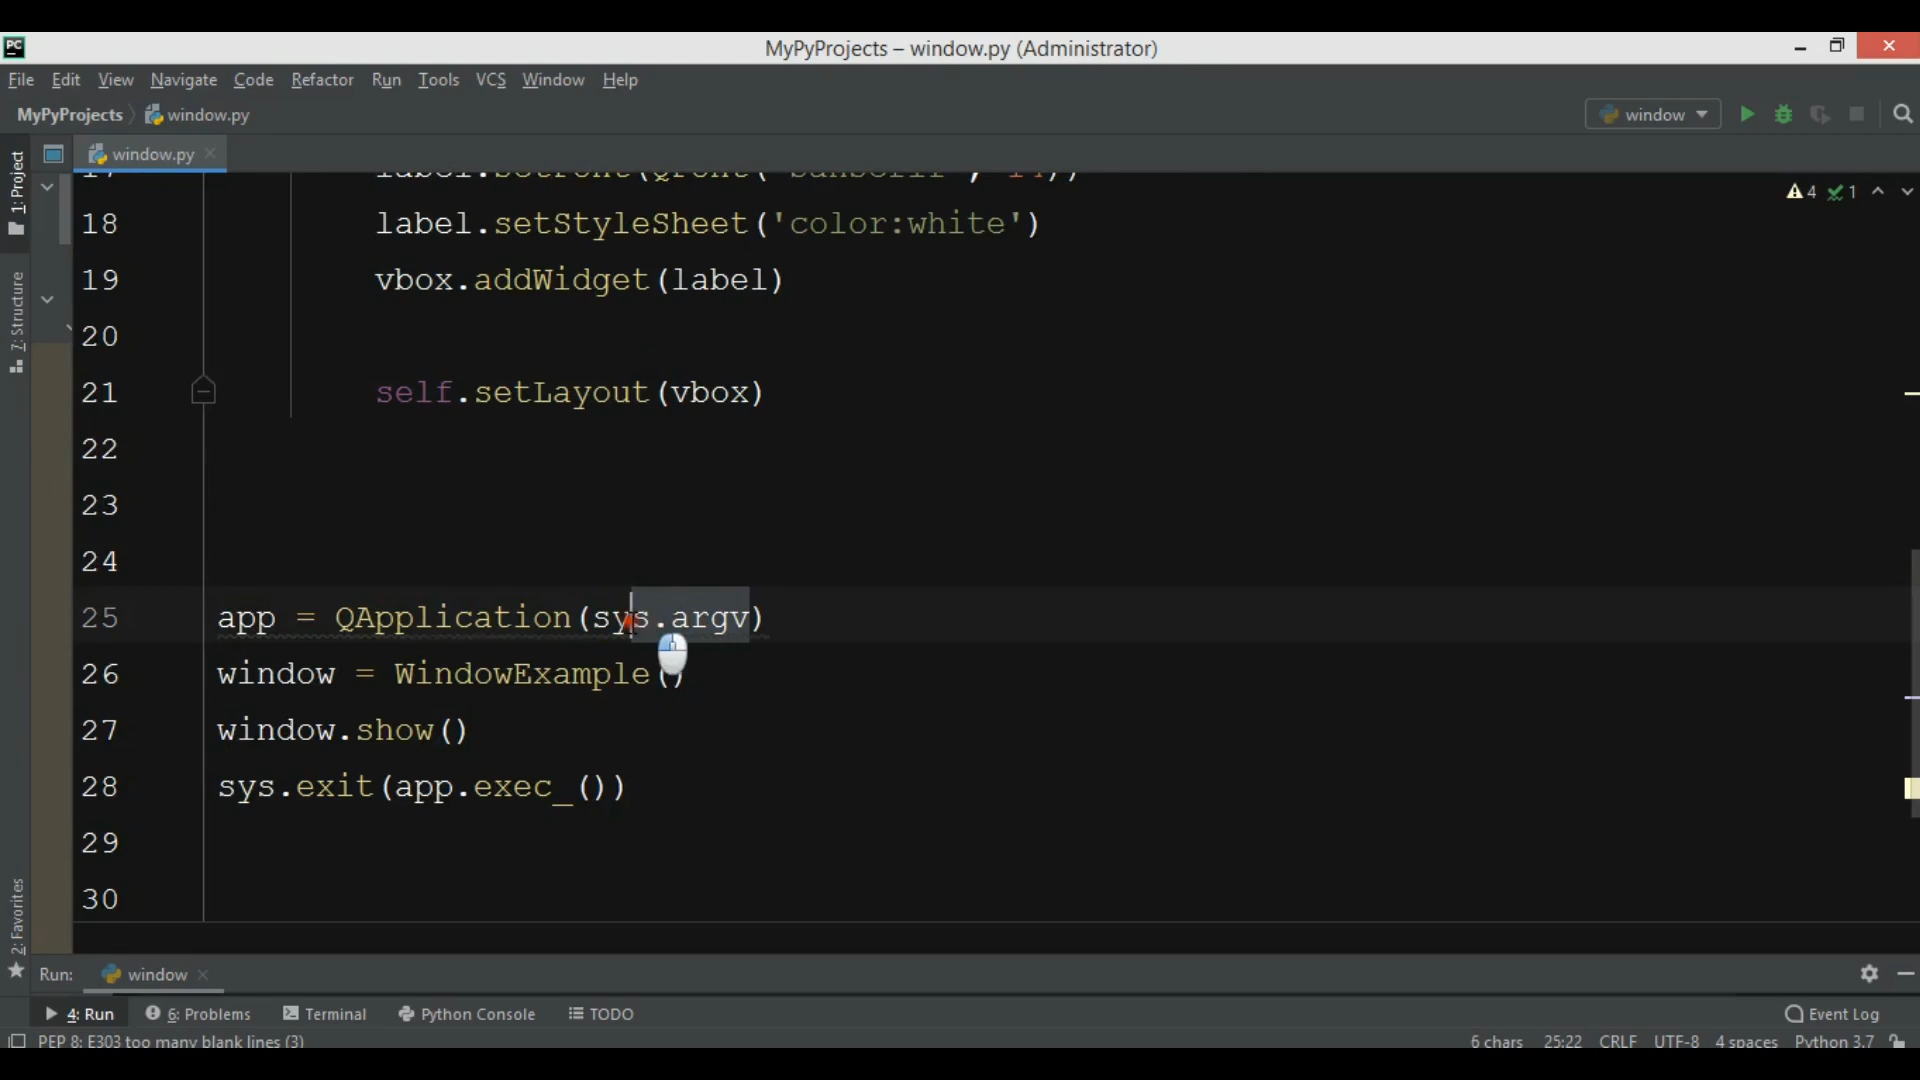 PC
MyPyProjects – window.py (Administrator)
File Edit View Navigate Code Refactor Run Tools VCS Window Help
MyPyProjects window.py
window
window.py
1: Project
7: Structure
2: Favorites
4 1
18 label.setStyleSheet('color:white')
19 vbox.addWidget(label)
20
21 self.setLayout(vbox)
22
23
24
25 app = QApplication(sys.argv)
26 window = WindowExample()
27 window.show()
28 sys.exit(app.exec_())
29
30
Run: window
4: Run 6: Problems Terminal Python Console TODO Event Log
PEP 8: E303 too many blank lines (3) 6 chars 25:22 CRLF UTF-8 4 spaces Python 3.7